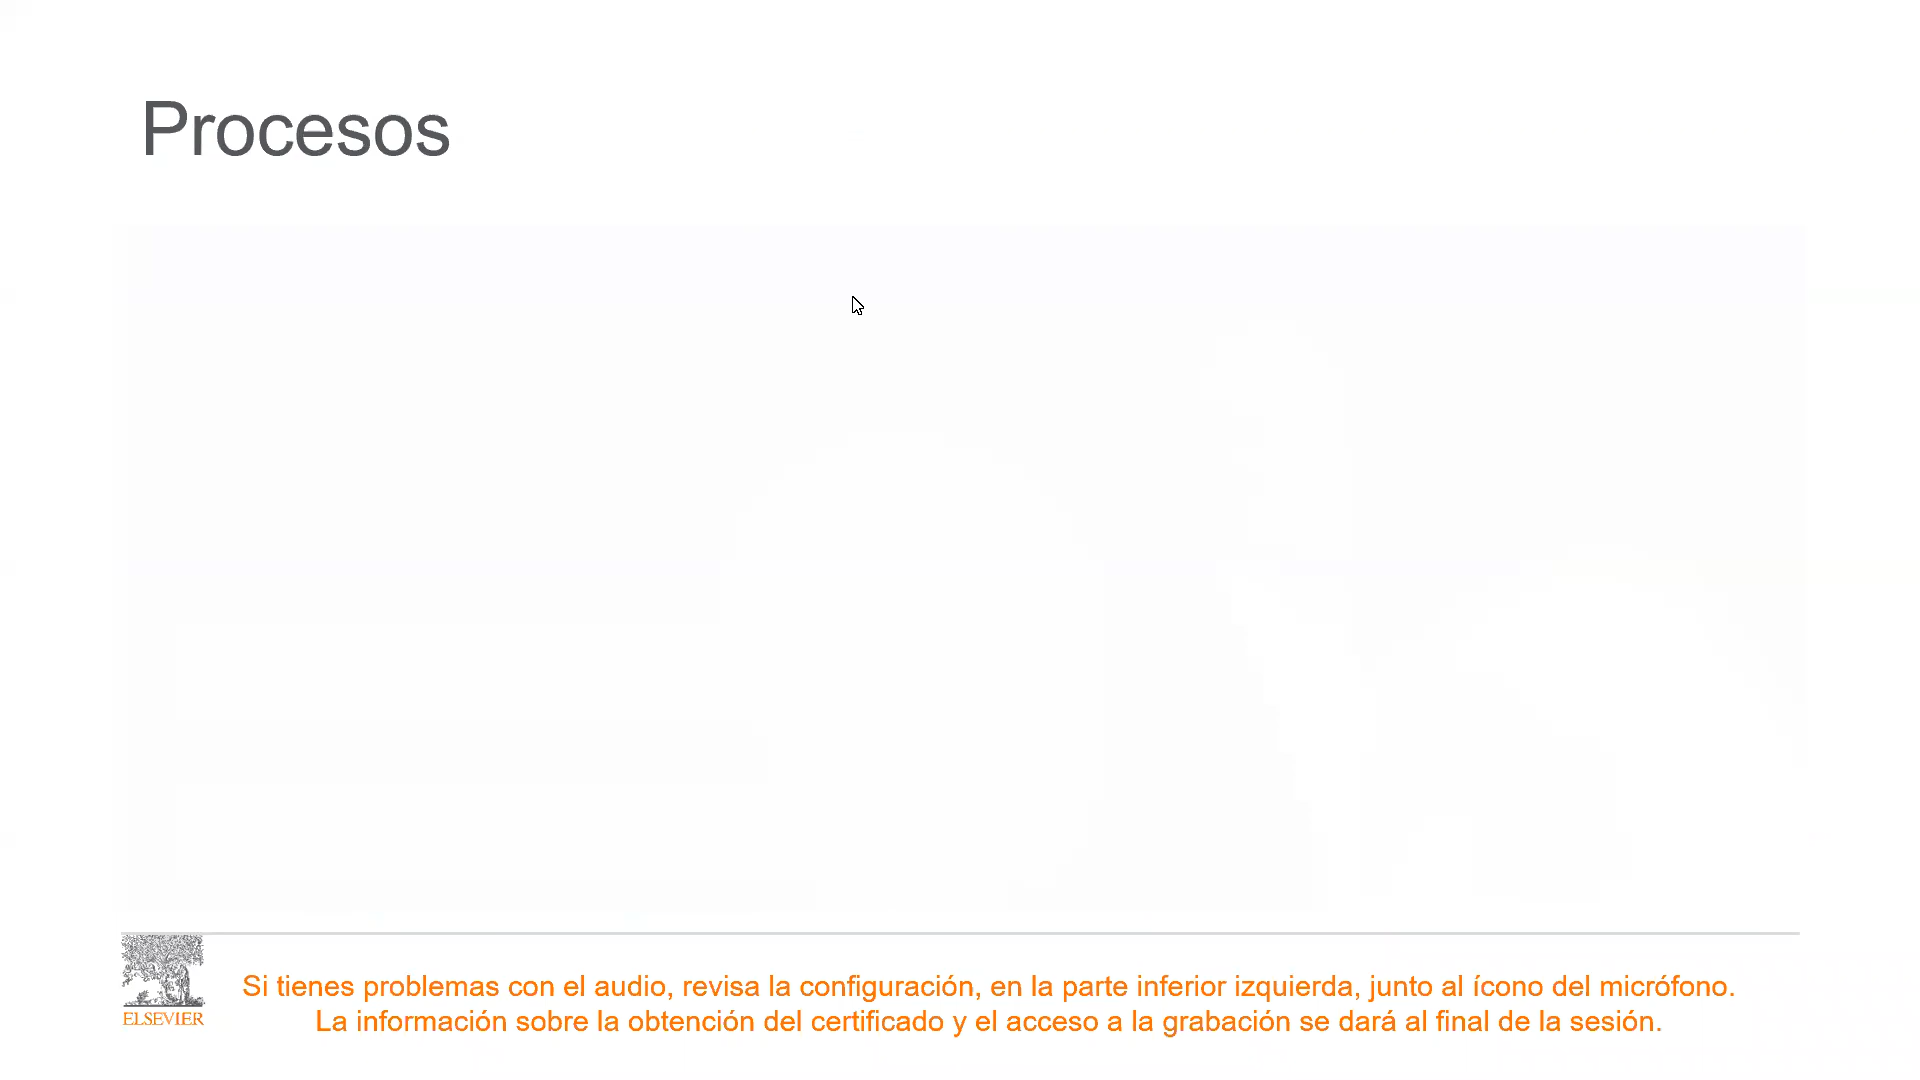 Procesos
Si tienes problemas con el audio, revisa la configuración, en la parte inferior izquierda, junto al ícono del micrófono.
La información sobre la obtención del certificado y el acceso a la grabación se dará al final de la sesión.
ELSEVIER